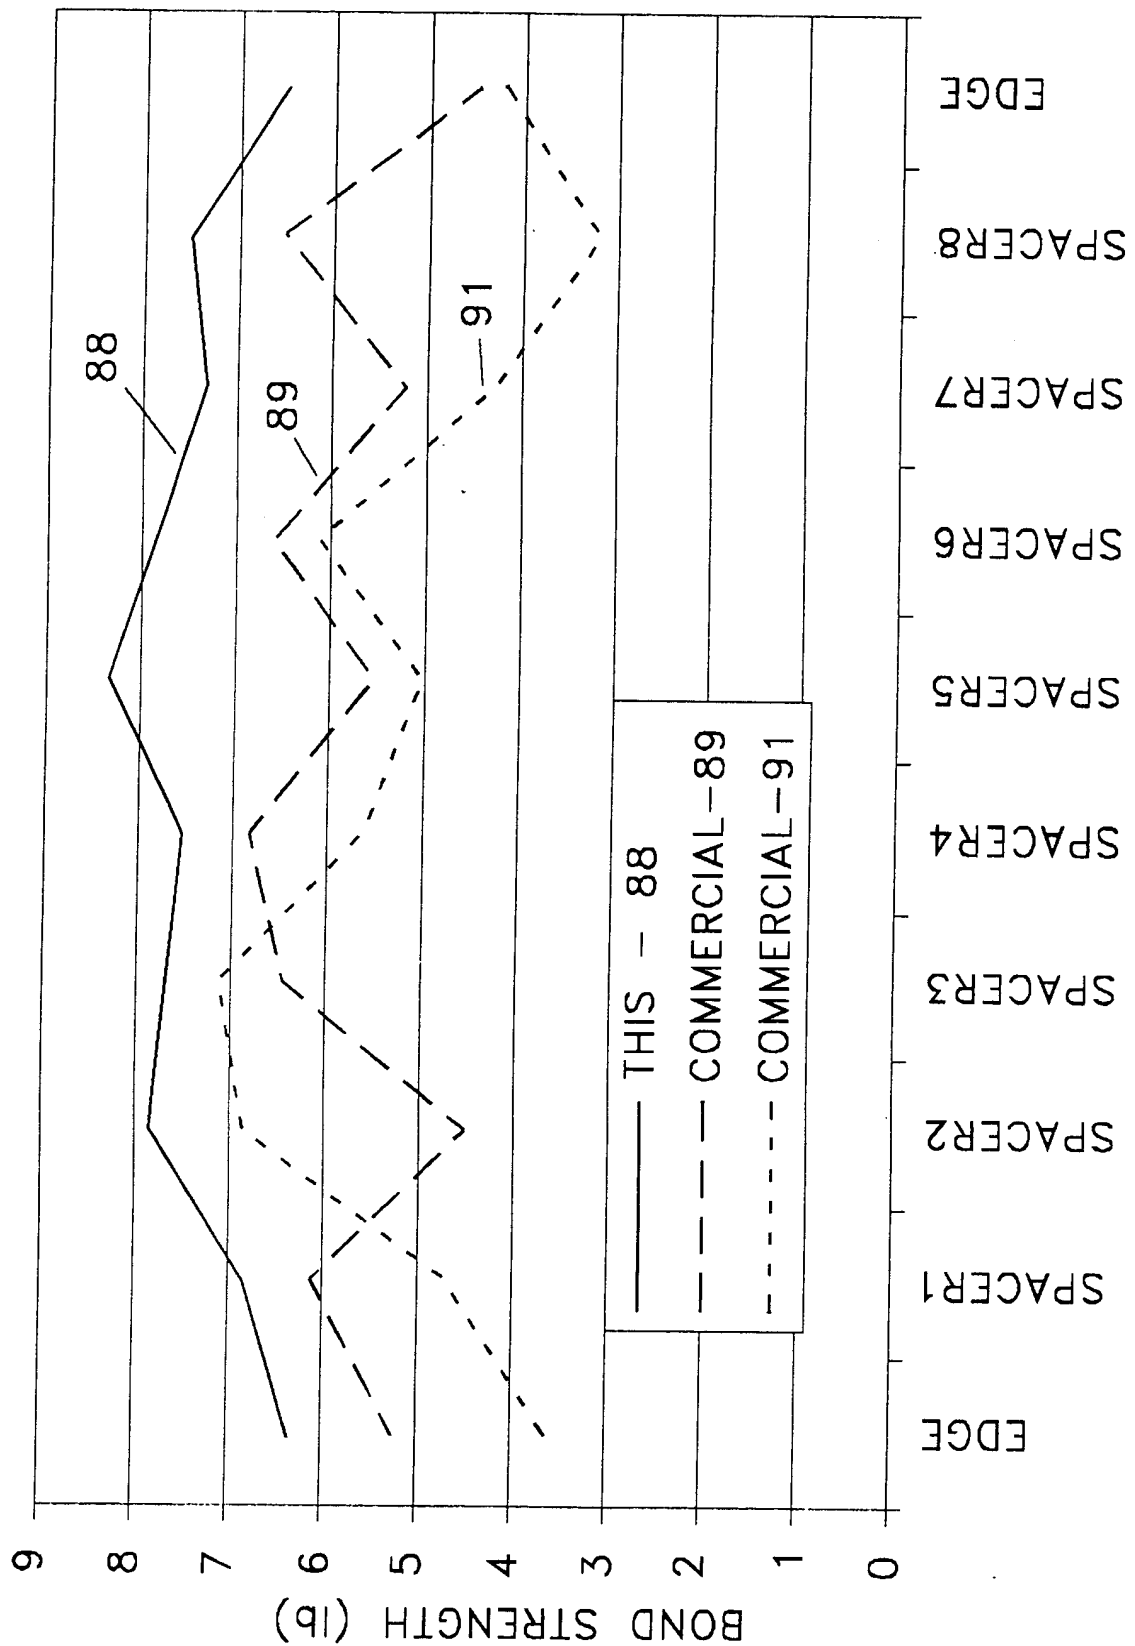 BOND STRENGTH (lb)
9
8
7
6
5
4
3
2
1
0
88
89
91
THIS - 88
COMMERCIAL-89
COMMERCIAL-91
EDGE
SPACER1
SPACER2
SPACER3
SPACER4
SPACER5
SPACER6
SPACER7
SPACER8
EDGE